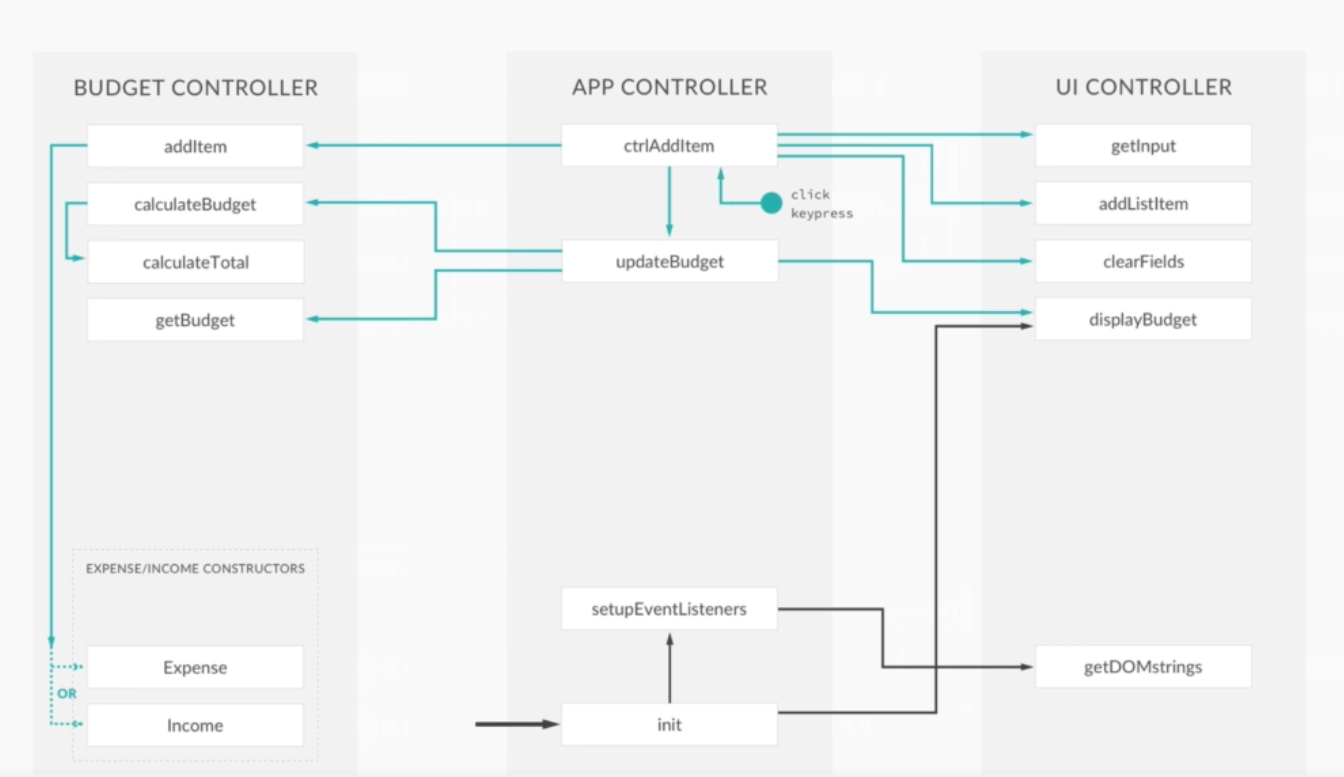 BUDGET CONTROLLER
APP CONTROLLER
UI CONTROLLER
addItem
ctrlAddItem
getInput
calculateBudget
click
keypress
addListItem
calculateTotal
updateBudget
clearFields
getBudget
displayBudget
EXPENSE/INCOME CONSTRUCTORS
setupEventListeners
Expense
getDOMstrings
OR
Income
init